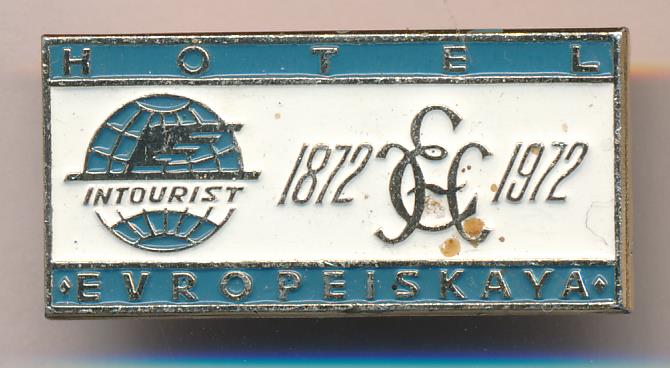 HOTEL
INTOURIST
1872 1972
EVROPEISKAYA